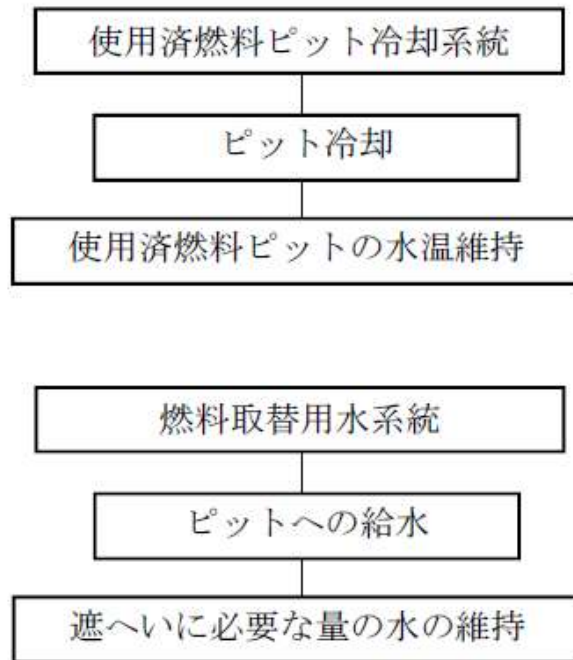 使用済燃料ピット冷却系統
ピット冷却
使用済燃料ピットの水温維持
燃料取替用水系統
ピットへの給水
遮へいに必要な量の水の維持